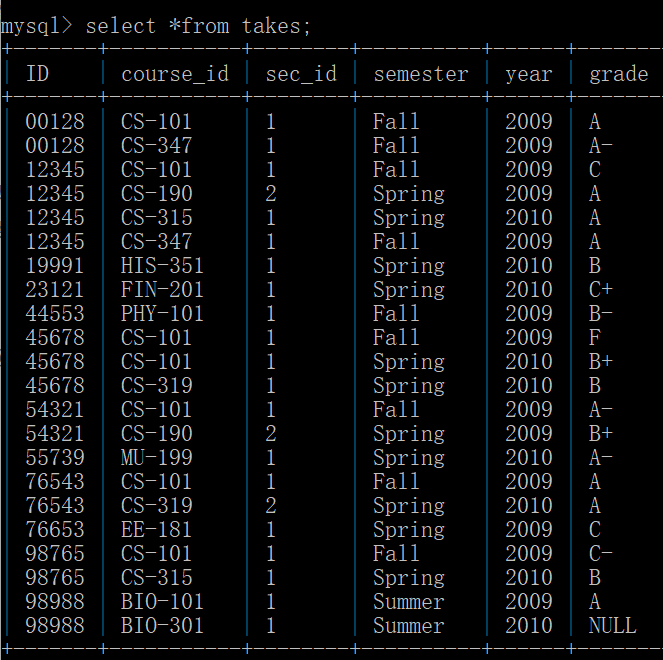 mysql> select *from takes;
ID course_id sec_id semester year grade
00128 CS-101 1 Fall 2009 A
00128 CS-347 1 Fall 2009 A-
12345 CS-101 1 Fall 2009 C
12345 CS-190 2 Spring 2009 A
12345 CS-315 1 Spring 2010 A
12345 CS-347 1 Fall 2009 A
19991 HIS-351 1 Spring 2010 B
23121 FIN-201 1 Spring 2010 C+
44553 PHY-101 1 Fall 2009 B-
45678 CS-101 1 Fall 2009 F
45678 CS-101 1 Spring 2010 B+
45678 CS-319 1 Spring 2010 B
54321 CS-101 1 Fall 2009 A-
54321 CS-190 2 Spring 2009 B+
55739 MU-199 1 Spring 2010 A-
76543 CS-101 1 Fall 2009 A
76543 CS-319 2 Spring 2010 A
76653 EE-181 1 Spring 2009 C
98765 CS-101 1 Fall 2009 C-
98765 CS-315 1 Spring 2010 B
98988 BIO-101 1 Summer 2009 A
98988 BIO-301 1 Summer 2010 NULL